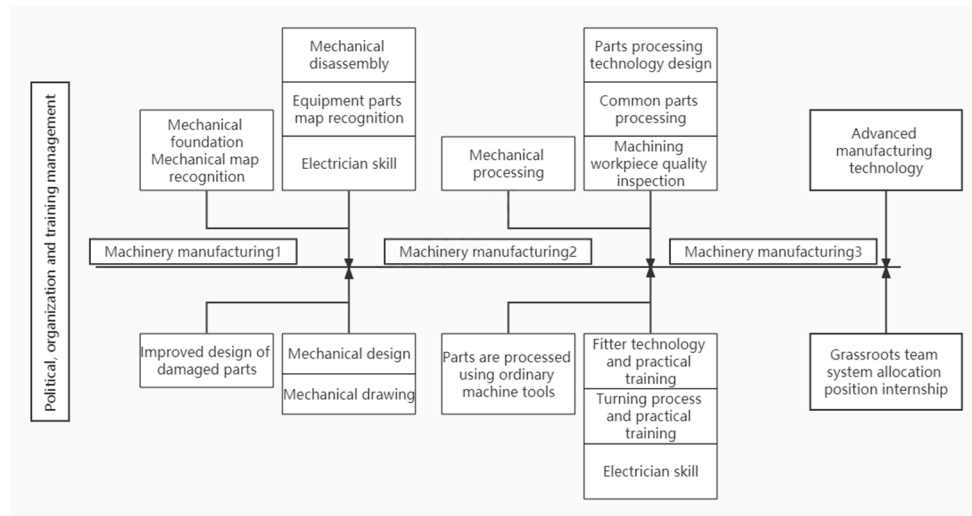 Political, organization and training management
Mechanical
foundation
Mechanical map
recognition
Mechanical
disassembly
Equipment parts
map recognition
Electrician skill
Mechanical
processing
Parts processing
technology design
Common parts
processing
Machining
workpiece quality
inspection
Advanced
manufacturing
technology
Machinery manufacturing1
Machinery manufacturing2
Machinery manufacturing3
Improved design of
damaged parts
Mechanical design
Mechanical drawing
Parts are processed
using ordinary
machine tools
Fitter technology
and practical
training
Turning process
and practical
training
Electrician skill
Grassroots team
system allocation
position internship